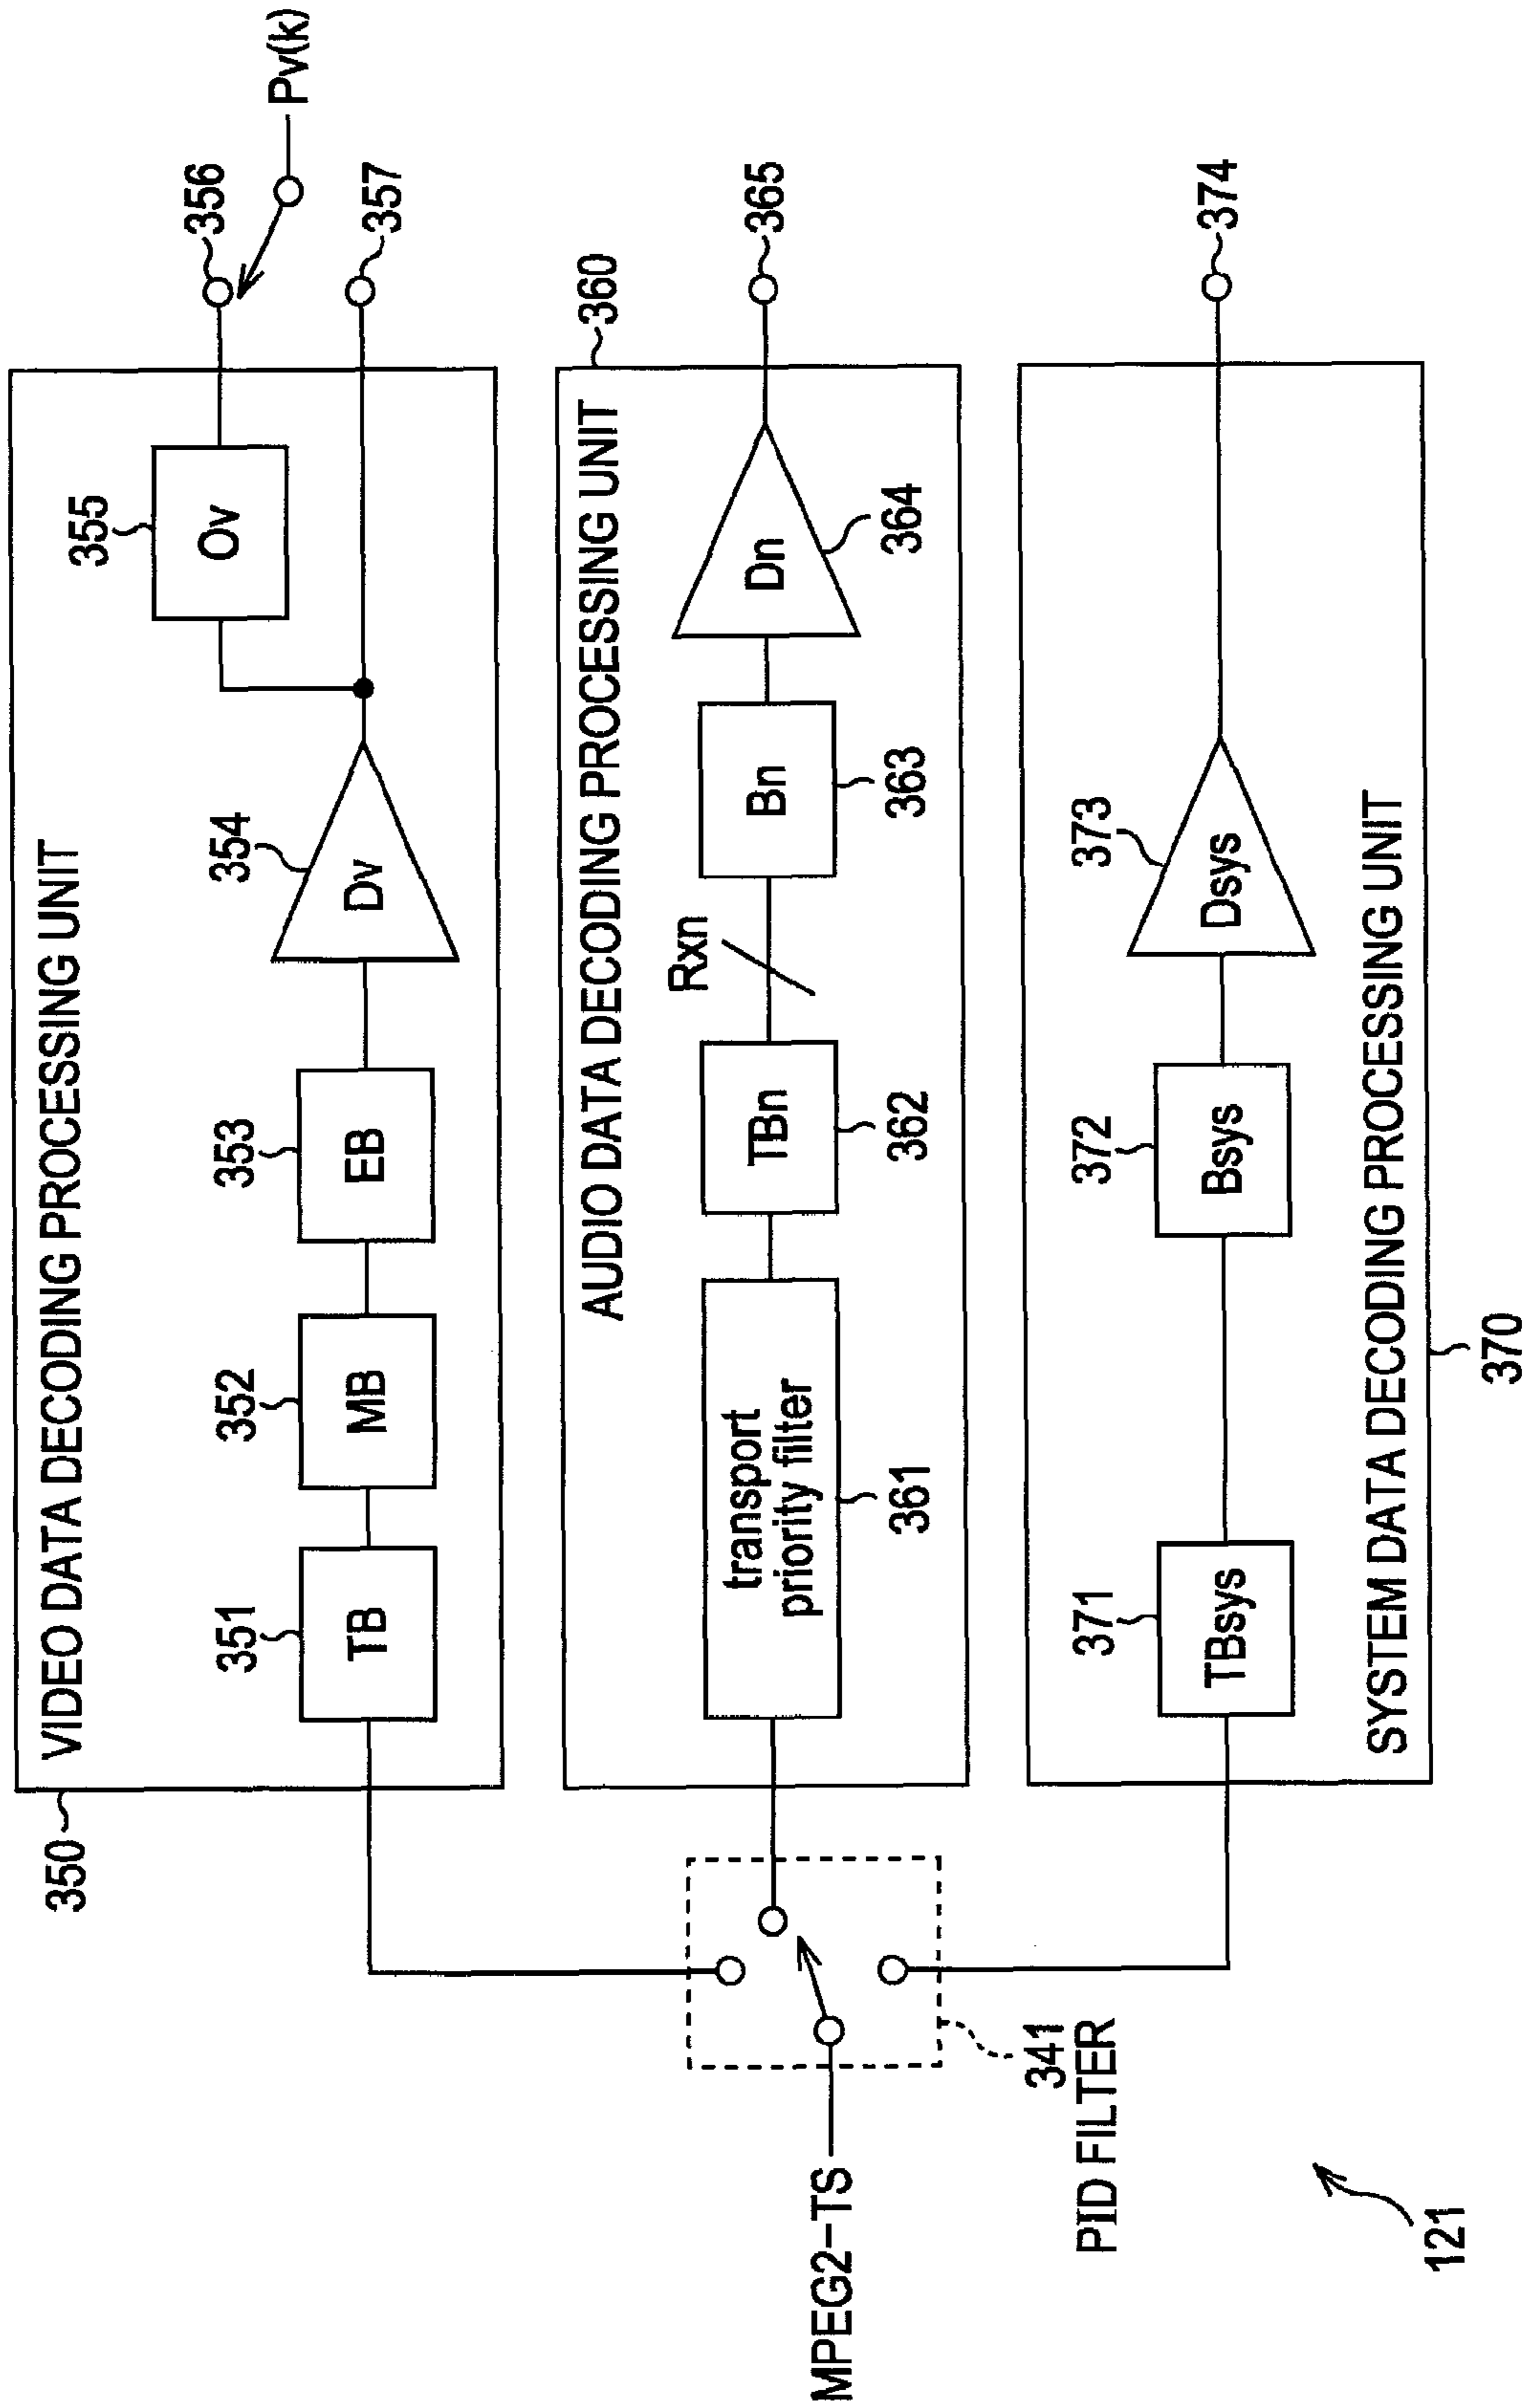 VIDEO DATA DECODING PROCESSING UNIT
350
351
TB
352
MB
353
EB
354
Dv
355
Ov
356
357
Pv(k)
AUDIO DATA DECODING PROCESSING UNIT
360
transport
priority filter
361
TBn
362
Rxn
Bn
363
Dn
364
365
371
TBsys
372
Bsys
373
Dsys
374
SYSTEM DATA DECODING PROCESSING UNIT
370
MPEG2-TS
341
PID FILTER
121